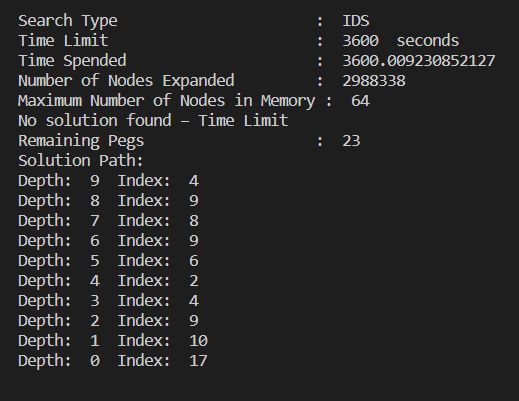 Search Type : IDS
Time Limit : 3600 seconds
Time Spended : 3600.009230852127
Number of Nodes Expanded : 2988338
Maximum Number of Nodes in Memory : 64
No solution found – Time Limit
Remaining Pegs : 23
Solution Path:
Depth: 9 Index: 4
Depth: 8 Index: 9
Depth: 7 Index: 8
Depth: 6 Index: 9
Depth: 5 Index: 6
Depth: 4 Index: 2
Depth: 3 Index: 4
Depth: 2 Index: 9
Depth: 1 Index: 10
Depth: 0 Index: 17